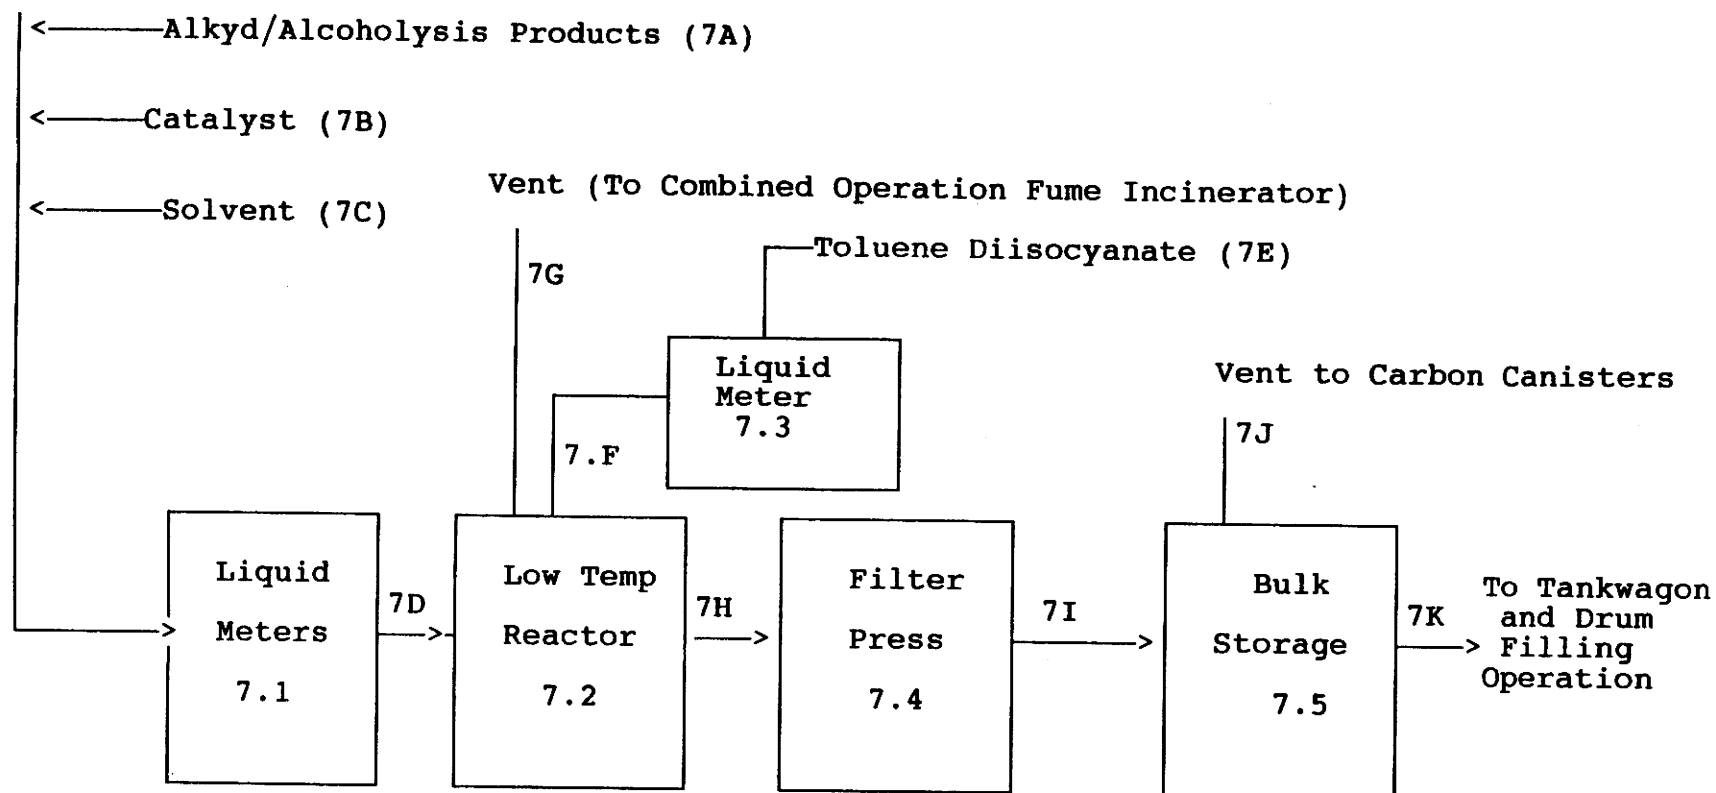 Alkyd/Alcoholysis Products (7A)
Catalyst (7B)
Solvent (7C)
Vent (To Combined Operation Fume Incinerator)
7G
Toluene Diisocyanate (7E)
Liquid
Meter
7.3
7.F
Vent to Carbon Canisters
7J
Liquid
Meters
7.1
7D
Low Temp
Reactor
7.2
7H
Filter
Press
7.4
7I
Bulk
Storage
7.5
7K
To Tankwagon
and Drum
Filling
Operation